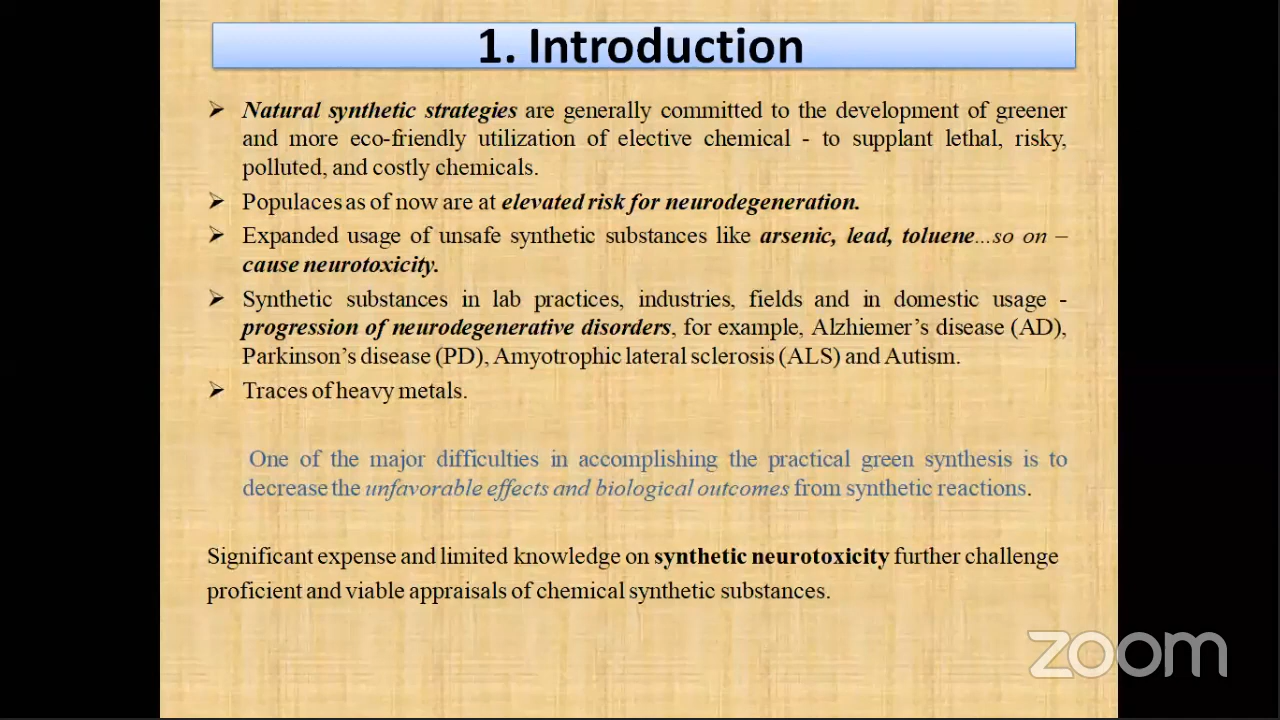 1. Introduction
➢ Natural synthetic strategies are generally committed to the development of greener
and more eco-friendly utilization of elective chemical - to supplant lethal, risky,
polluted, and costly chemicals.
➢ Populaces as of now are at elevated risk for neurodegeneration.
➢ Expanded usage of unsafe synthetic substances like arsenic, lead, toluene...so on –
cause neurotoxicity.
➢ Synthetic substances in lab practices, industries, fields and in domestic usage -
progression of neurodegenerative disorders, for example, Alzhiemer’s disease (AD),
Parkinson’s disease (PD), Amyotrophic lateral sclerosis (ALS) and Autism.
➢ Traces of heavy metals.
One of the major difficulties in accomplishing the practical green synthesis is to
decrease the unfavorable effects and biological outcomes from synthetic reactions.
Significant expense and limited knowledge on synthetic neurotoxicity further challenge
proficient and viable appraisals of chemical synthetic substances.
zoom